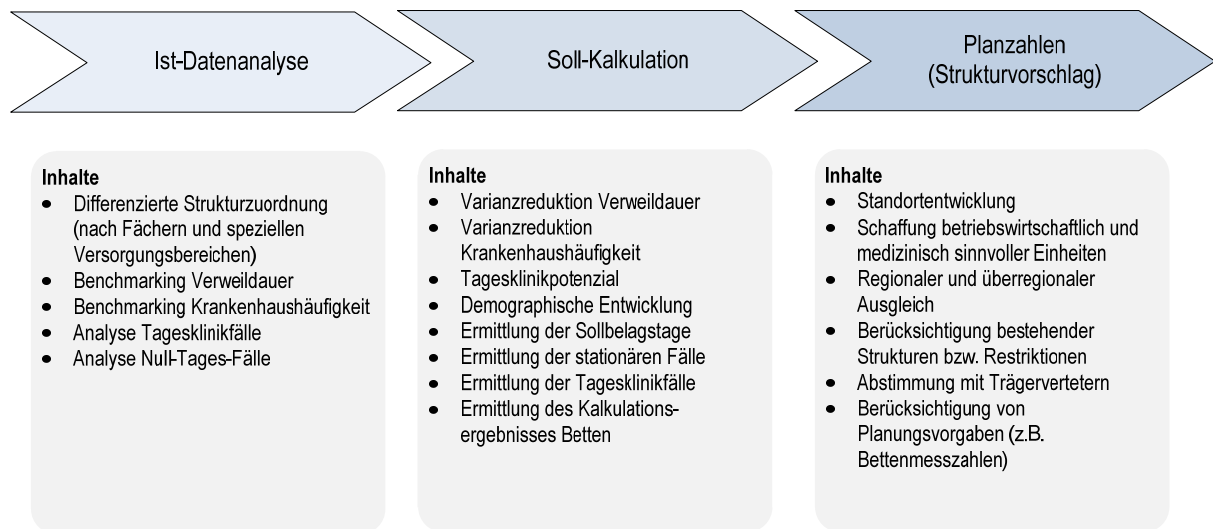 Ist-Datenanalyse
Soll-Kalkulation
Planzahlen
(Strukturvorschlag)
Inhalte
• Differenzierte Strukturzuordnung
(nach Fächern und speziellen
Versorgungsbereichen)
• Benchmarking Verweildauer
• Benchmarking Krankenhaushäufigkeit
• Analyse Tagesklinikfälle
• Analyse Null-Tages-Fälle
Inhalte
• Varianzreduktion Verweildauer
• Varianzreduktion
Krankenhaushäufigkeit
• Tagesklinikpotenzial
• Demographische Entwicklung
• Ermittlung der Sollbelagstage
• Ermittlung der stationären Fälle
• Ermittlung der Tagesklinikfälle
• Ermittlung des Kalkulations-
ergebnisses Betten
Inhalte
• Standortentwicklung
• Schaffung betriebswirtschaftlich und
medizinisch sinnvoller Einheiten
• Regionaler und überregionaler
Ausgleich
• Berücksichtigung bestehender
Strukturen bzw. Restriktionen
• Abstimmung mit Trägervertetern
• Berücksichtigung von
Planungsvorgaben (z.B.
Bettenmesszahlen)